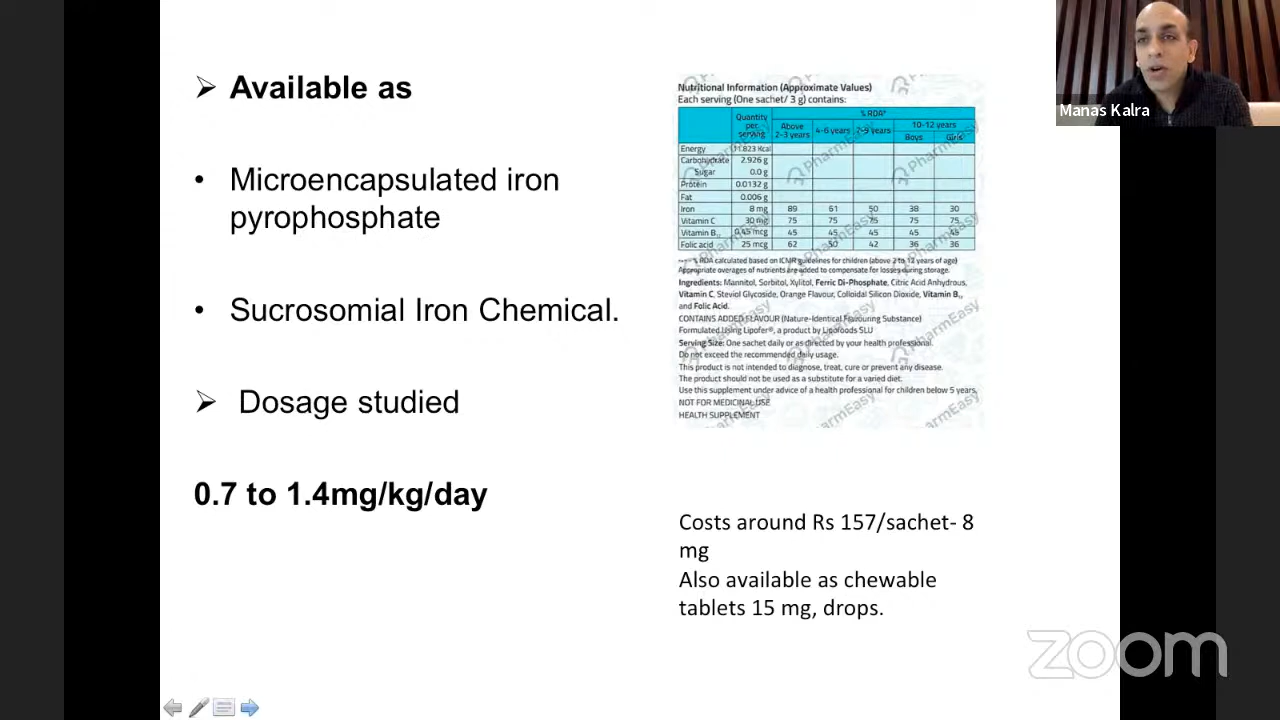 Available as
Microencapsulated iron
pyrophosphate
Sucrosomial Iron Chemical.
Dosage studied
0.7 to 1.4mg/kg/day
Nutritional Information (Approximate Values)
Each serving (One sachet/ 3 g) contains:
Quantity per serving % RDA*
Above 2-3 years 4-6 years 7-9 years 10-12 years
Boys Girls
Energy 11.823 Kcal
Carbohydrate 2.926 g
Sugar 0.0 g
Protein 0.0132 g
Fat 0.006 g
Iron 8 mg 89 61 50 38 30
Vitamin C 30 mg 75 75 75 75 75
Vitamin B₁₂ 0.45 mcg 45 45 45 45 45
Folic acid 25 mcg 62 50 42 36 36
% RDA calculated based on ICMR guidelines for children (above 2 to 12 years of age)
Appropriate overages of nutrients are added to compensate for losses during storage.
Ingredients: Mannitol, Sorbitol, Xylitol, Ferric Di-Phosphate, Citric Acid Anhydrous,
Vitamin C, Steviol Glycoside, Orange Flavour, Colloidal Silicon Dioxide, Vitamin B₁₂
and Folic Acid.
CONTAINS ADDED FLAVOUR (Nature-Identical Flavouring Substance)
Formulated Using Lipofer®, a product by Lipofoods SLU
Serving Size: One sachet daily or as directed by your health professional.
Do not exceed the recommended daily usage.
This product is not intended to diagnose, treat, cure or prevent any disease.
The product should not be used as a substitute for a varied diet.
Use this supplement under advice of a health professional for children below 5 years.
NOT FOR MEDICINAL USE
HEALTH SUPPLEMENT
PharmEasy
Costs around Rs 157/sachet- 8
mg
Also available as chewable
tablets 15 mg, drops.
Manas Kalra
zoom